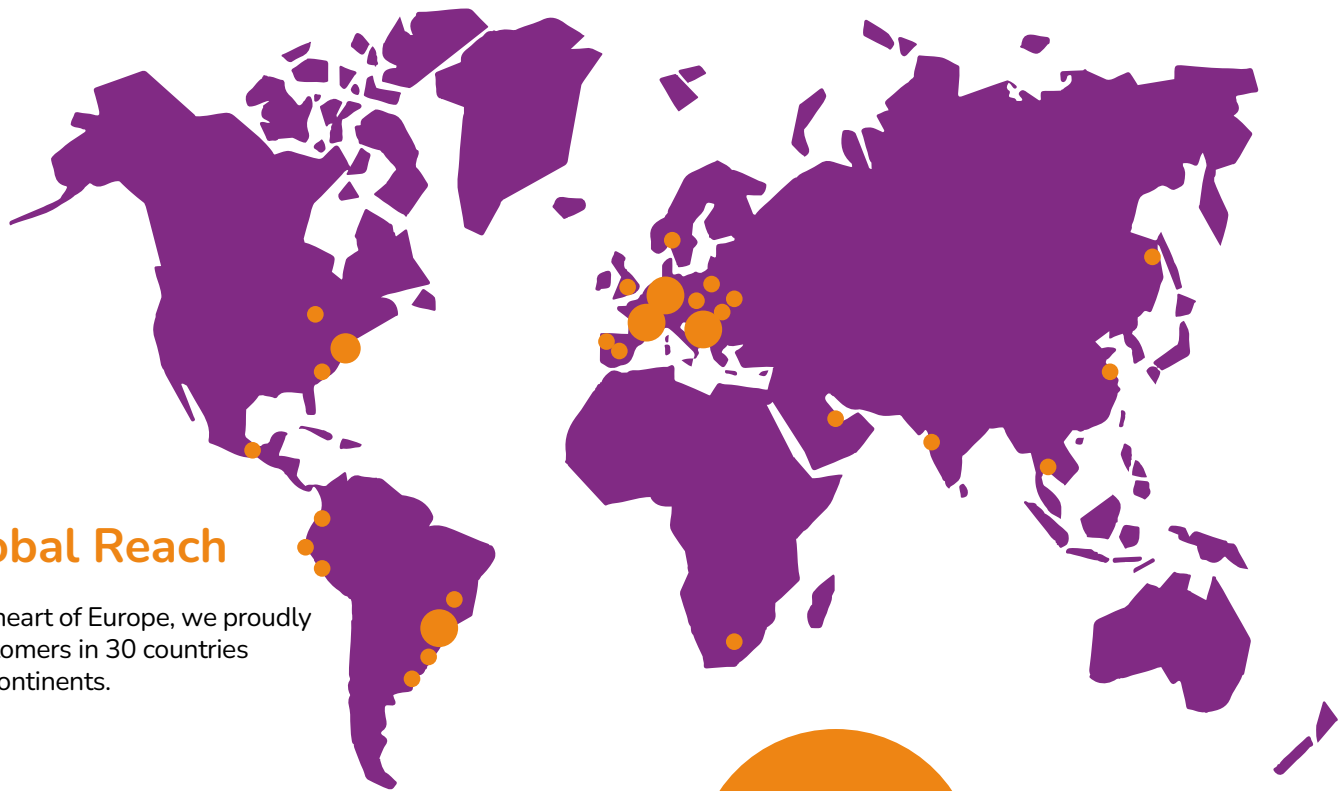 obal Reach
heart of Europe, we proudly
omers in 30 countries
ontinents.